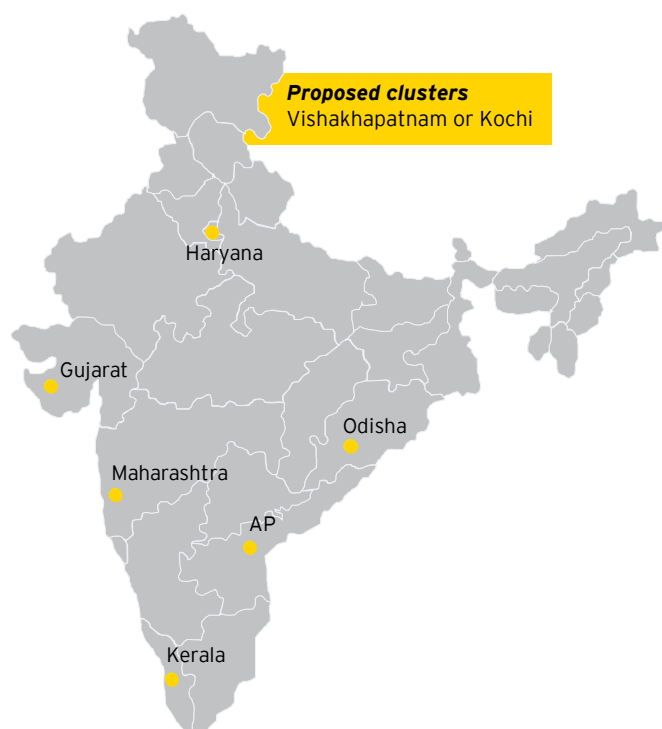 Proposed clusters
Vishakhapatnam or Kochi
Haryana
Gujarat
Odisha
Maharashtra
AP
Kerala